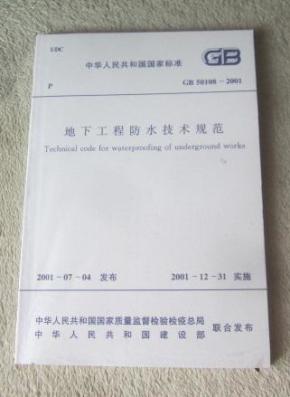 UDC
中华人民共和国国家标准 GB
P GB 50108－2001
地下工程防水技术规范
Technical code for waterproofing of underground works
2001－07－04 发布 2001－12－31 实施
中华人民共和国国家质量监督检验检疫总局
中华人民共和国建设部
联合发布